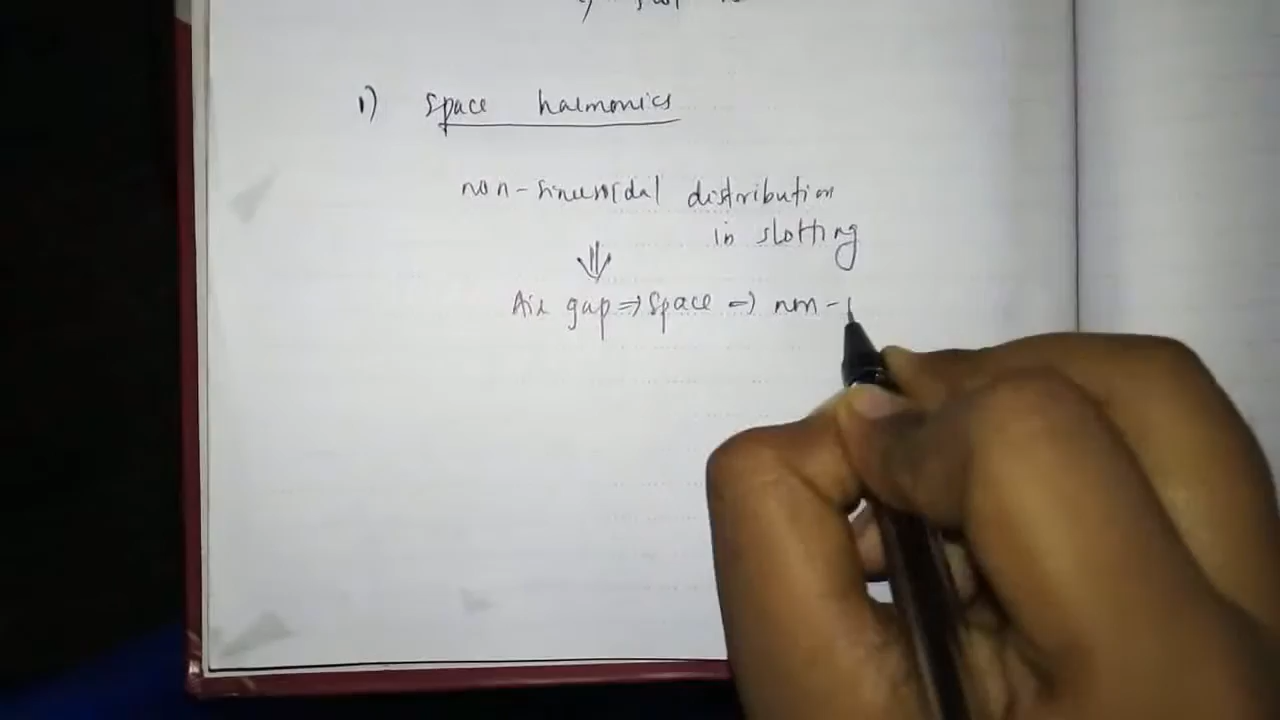 1) Space harmonics
non-sinusoidal distribution
in slotting
⇓
Air gap ⇒ Space ⇒ non -